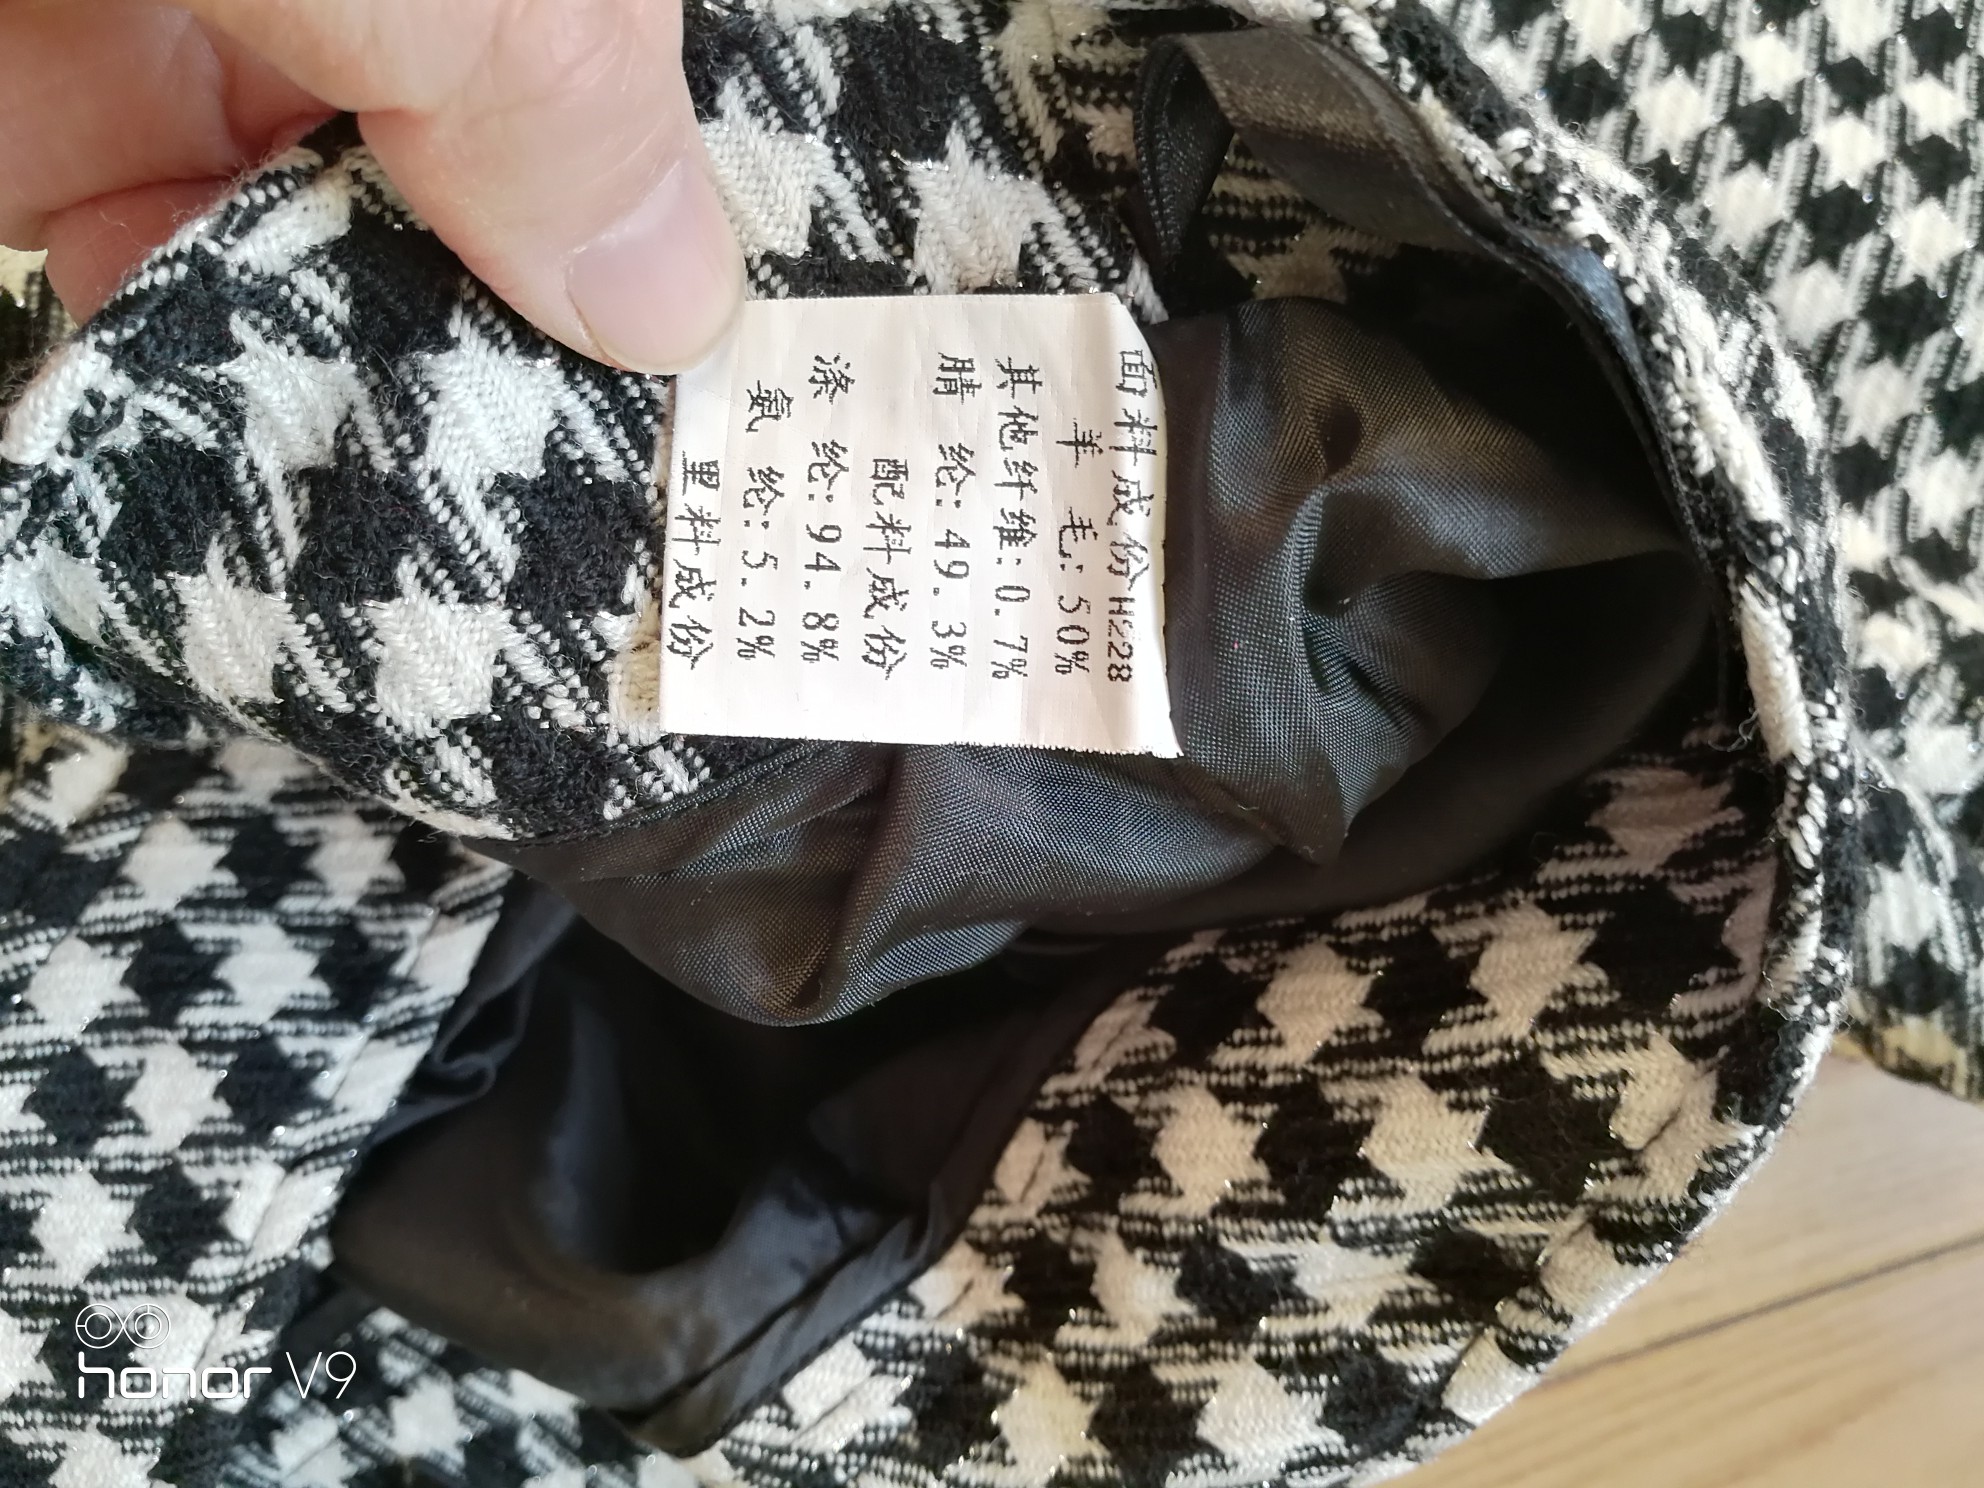 面料成份H228
羊 毛:50%
其他纤维:0.7%
腈 纶:49.3%
配料成份
涤 纶:94.8%
氨 纶:5.2%
里料成份
honor V9